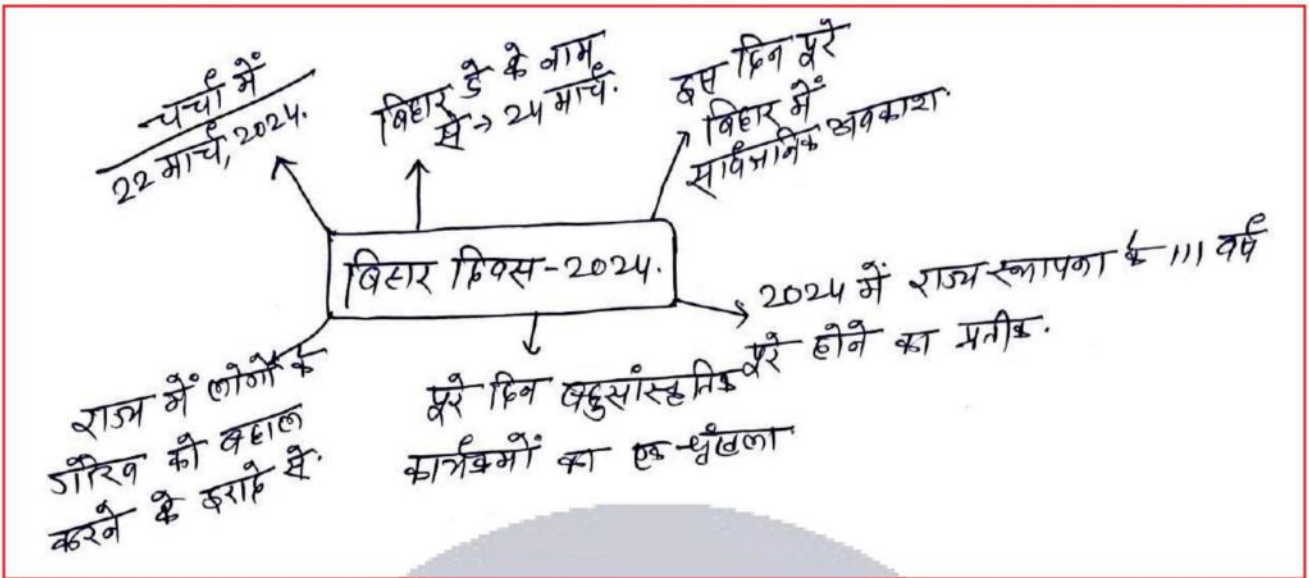 चर्चा में
22 मार्च, 2024.
बिहार डे के नाम
से → 24 मार्च.
इस दिन पूरे
बिहार में
सार्वजनिक अवकाश.
बिहार दिवस-2024.
2024 में राज्य स्थापना के 111 वर्ष
पूरे होने का प्रतीक.
पूरे दिन बहुसांस्कृतिक
कार्यक्रमों का एक श्रृंखला
राज्य में लोगों के
गौरव को बहाल
करने के इरादे से.